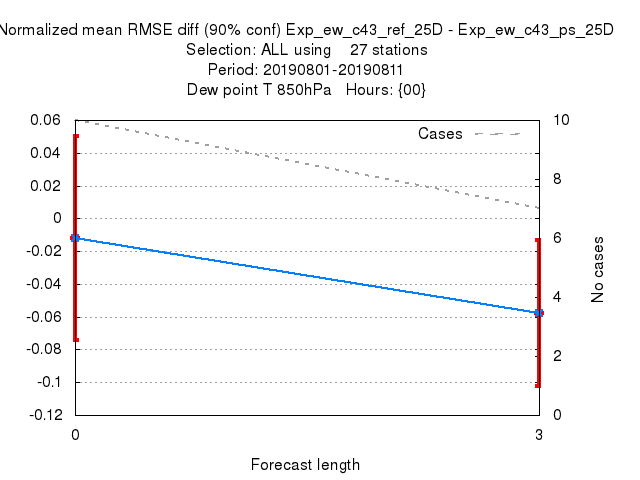 Normalized mean RMSE diff (90% conf) Exp_ew_c43_ref_25D - Exp_ew_c43_ps_25D
Selection: ALL using 27 stations
Period: 20190801-20190811
Dew point T 850hPa Hours: {00}
Cases
0.06
0.04
0.02
0
-0.02
-0.04
-0.06
-0.08
-0.1
-0.12
10
8
6
4
2
0
No cases
0 3
Forecast length